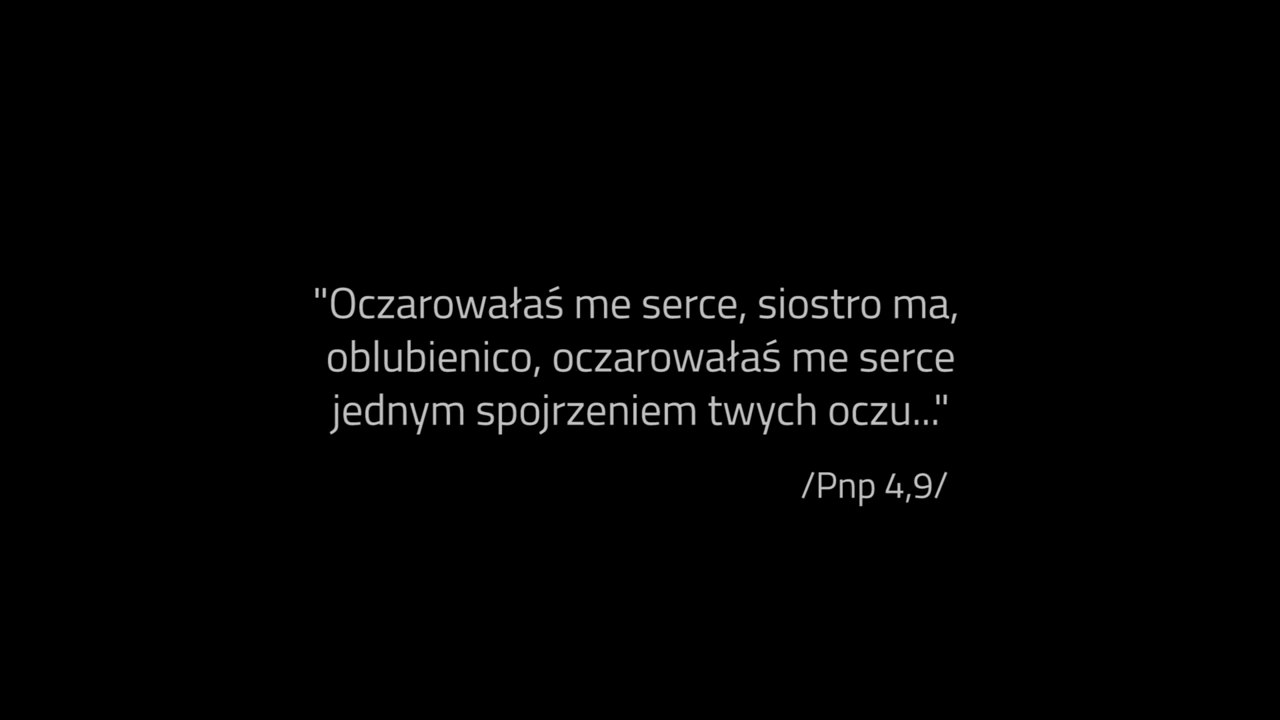 "Oczarowałaś me serce, siostro ma,
oblubienico, oczarowałaś me serce
jednym spojrzeniem twych oczu..."
/Pnp 4,9/